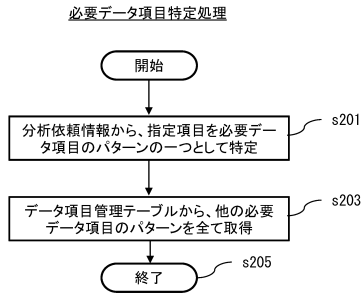 必要データ項目特定処理
開始
分析依頼情報から、指定項目を必要デー
タ項目のパターンの一つとして特定
s201
データ項目管理テーブルから、他の必要
データ項目のパターンを全て取得
s203
終了
s205